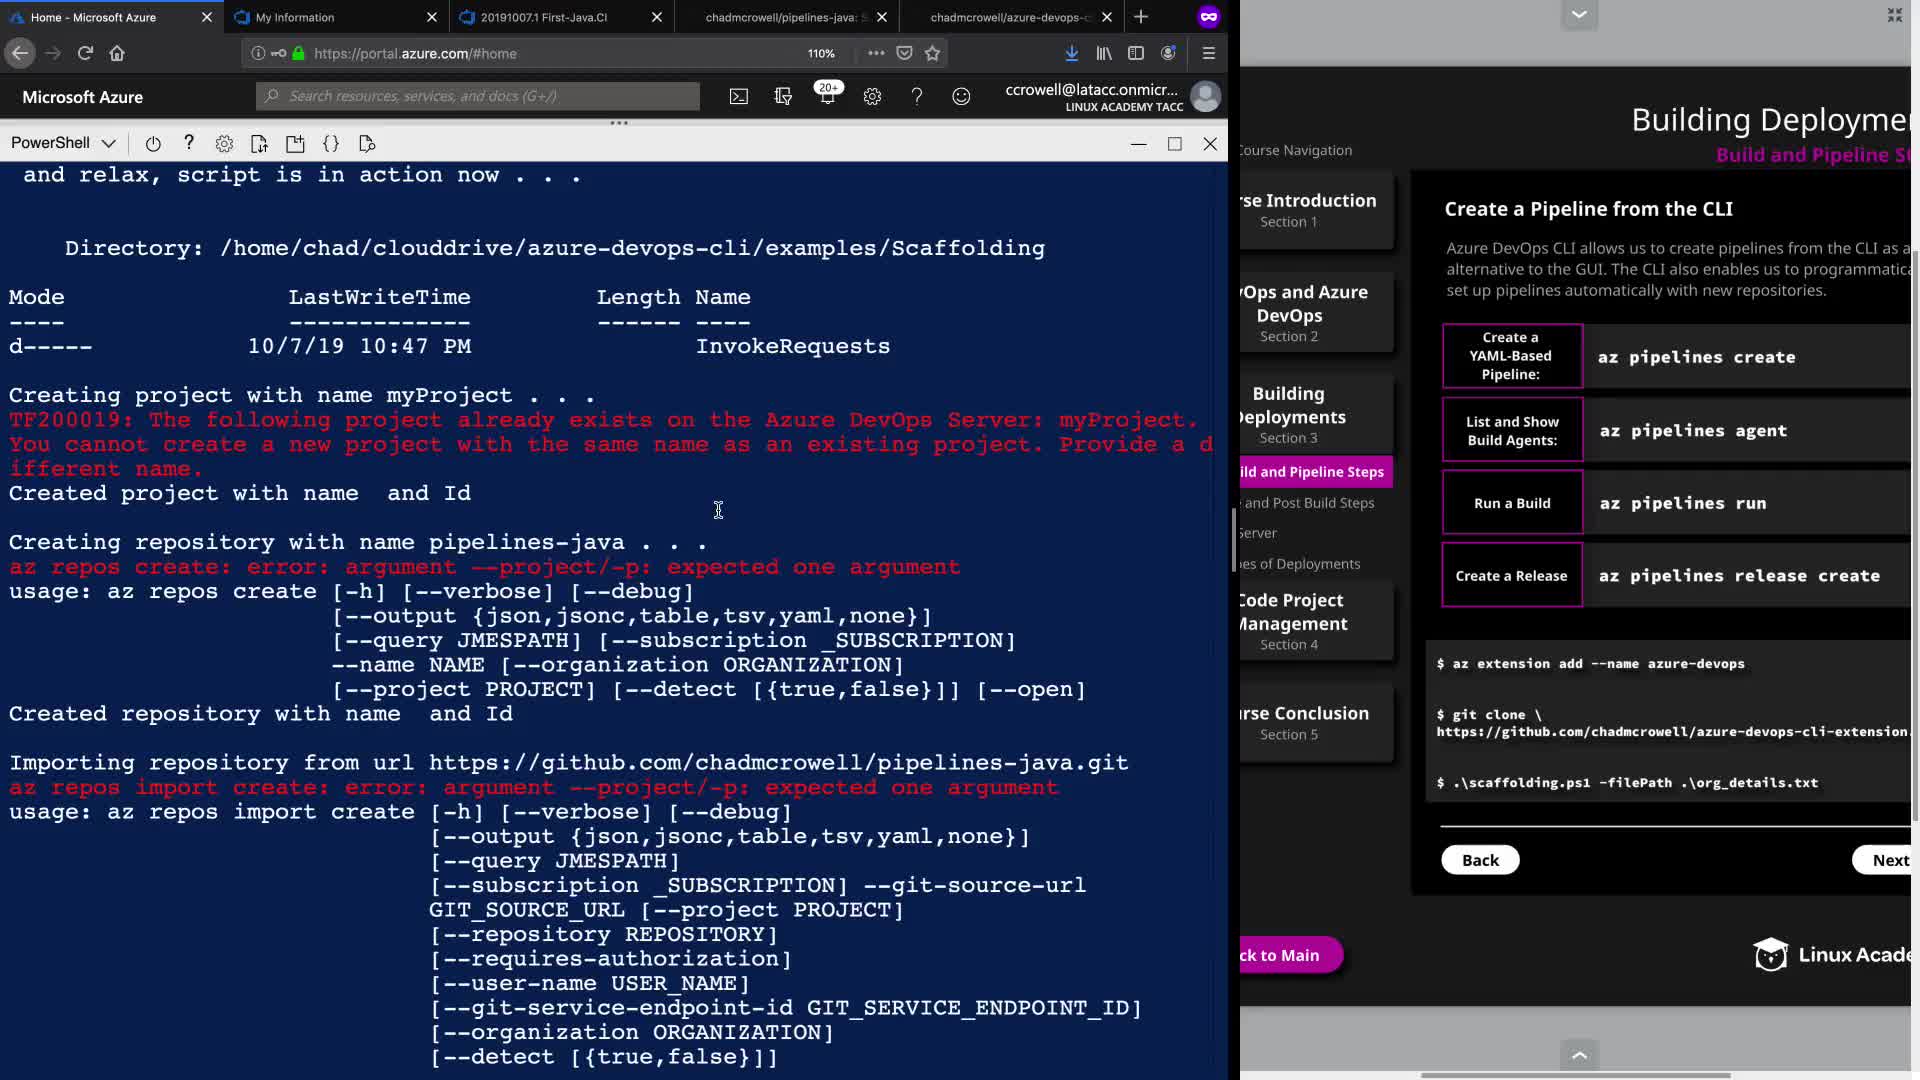 Home - Microsoft Azure
My Information
20191007.1 First-Java.CI
chadmcrowell/pipelines-java: S
chadmcrowell/azure-devops-c
https://portal.azure.com/#home
110%
Microsoft Azure
Search resources, services, and docs (G+/)
20+
ccrowell@latacc.onmicr...
LINUX ACADEMY TACC
PowerShell
and relax, script is in action now . . .
Directory: /home/chad/clouddrive/azure-devops-cli/examples/Scaffolding
Mode LastWriteTime Length Name
---- ------------- ------ ----
d----- 10/7/19 10:47 PM InvokeRequests
Creating project with name myProject . . .
TF200019: The following project already exists on the Azure DevOps Server: myProject.
You cannot create a new project with the same name as an existing project. Provide a d
ifferent name.
Created project with name  and Id
Creating repository with name pipelines-java . . .
az repos create: error: argument --project/-p: expected one argument
usage: az repos create [-h] [--verbose] [--debug]
[--output {json,jsonc,table,tsv,yaml,none}]
[--query JMESPATH] [--subscription _SUBSCRIPTION]
--name NAME [--organization ORGANIZATION]
[--project PROJECT] [--detect [{true,false}]] [--open]
Created repository with name  and Id
Importing repository from url https://github.com/chadmcrowell/pipelines-java.git
az repos import create: error: argument --project/-p: expected one argument
usage: az repos import create [-h] [--verbose] [--debug]
[--output {json,jsonc,table,tsv,yaml,none}]
[--query JMESPATH]
[--subscription _SUBSCRIPTION] --git-source-url
GIT_SOURCE_URL [--project PROJECT]
[--repository REPOSITORY]
[--requires-authorization]
[--user-name USER_NAME]
[--git-service-endpoint-id GIT_SERVICE_ENDPOINT_ID]
[--organization ORGANIZATION]
[--detect [{true,false}]]
Building Deployme
Build and Pipeline St
Course Navigation
rse Introduction
Section 1
vOps and Azure
DevOps
Section 2
Building
Deployments
Section 3
ild and Pipeline Steps
e and Post Build Steps
Server
pes of Deployments
Code Project
Management
Section 4
urse Conclusion
Section 5
ck to Main
Create a Pipeline from the CLI
Azure DevOps CLI allows us to create pipelines from the CLI as a
alternative to the GUI. The CLI also enables us to programmatica
set up pipelines automatically with new repositories.
Create a
YAML-Based
Pipeline:
az pipelines create
List and Show
Build Agents:
az pipelines agent
Run a Build
az pipelines run
Create a Release
az pipelines release create
$ az extension add --name azure-devops
$ git clone \
https://github.com/chadmcrowell/azure-devops-cli-extension.
$ .\scaffolding.ps1 -filePath .\org_details.txt
Back
Next
Linux Acade